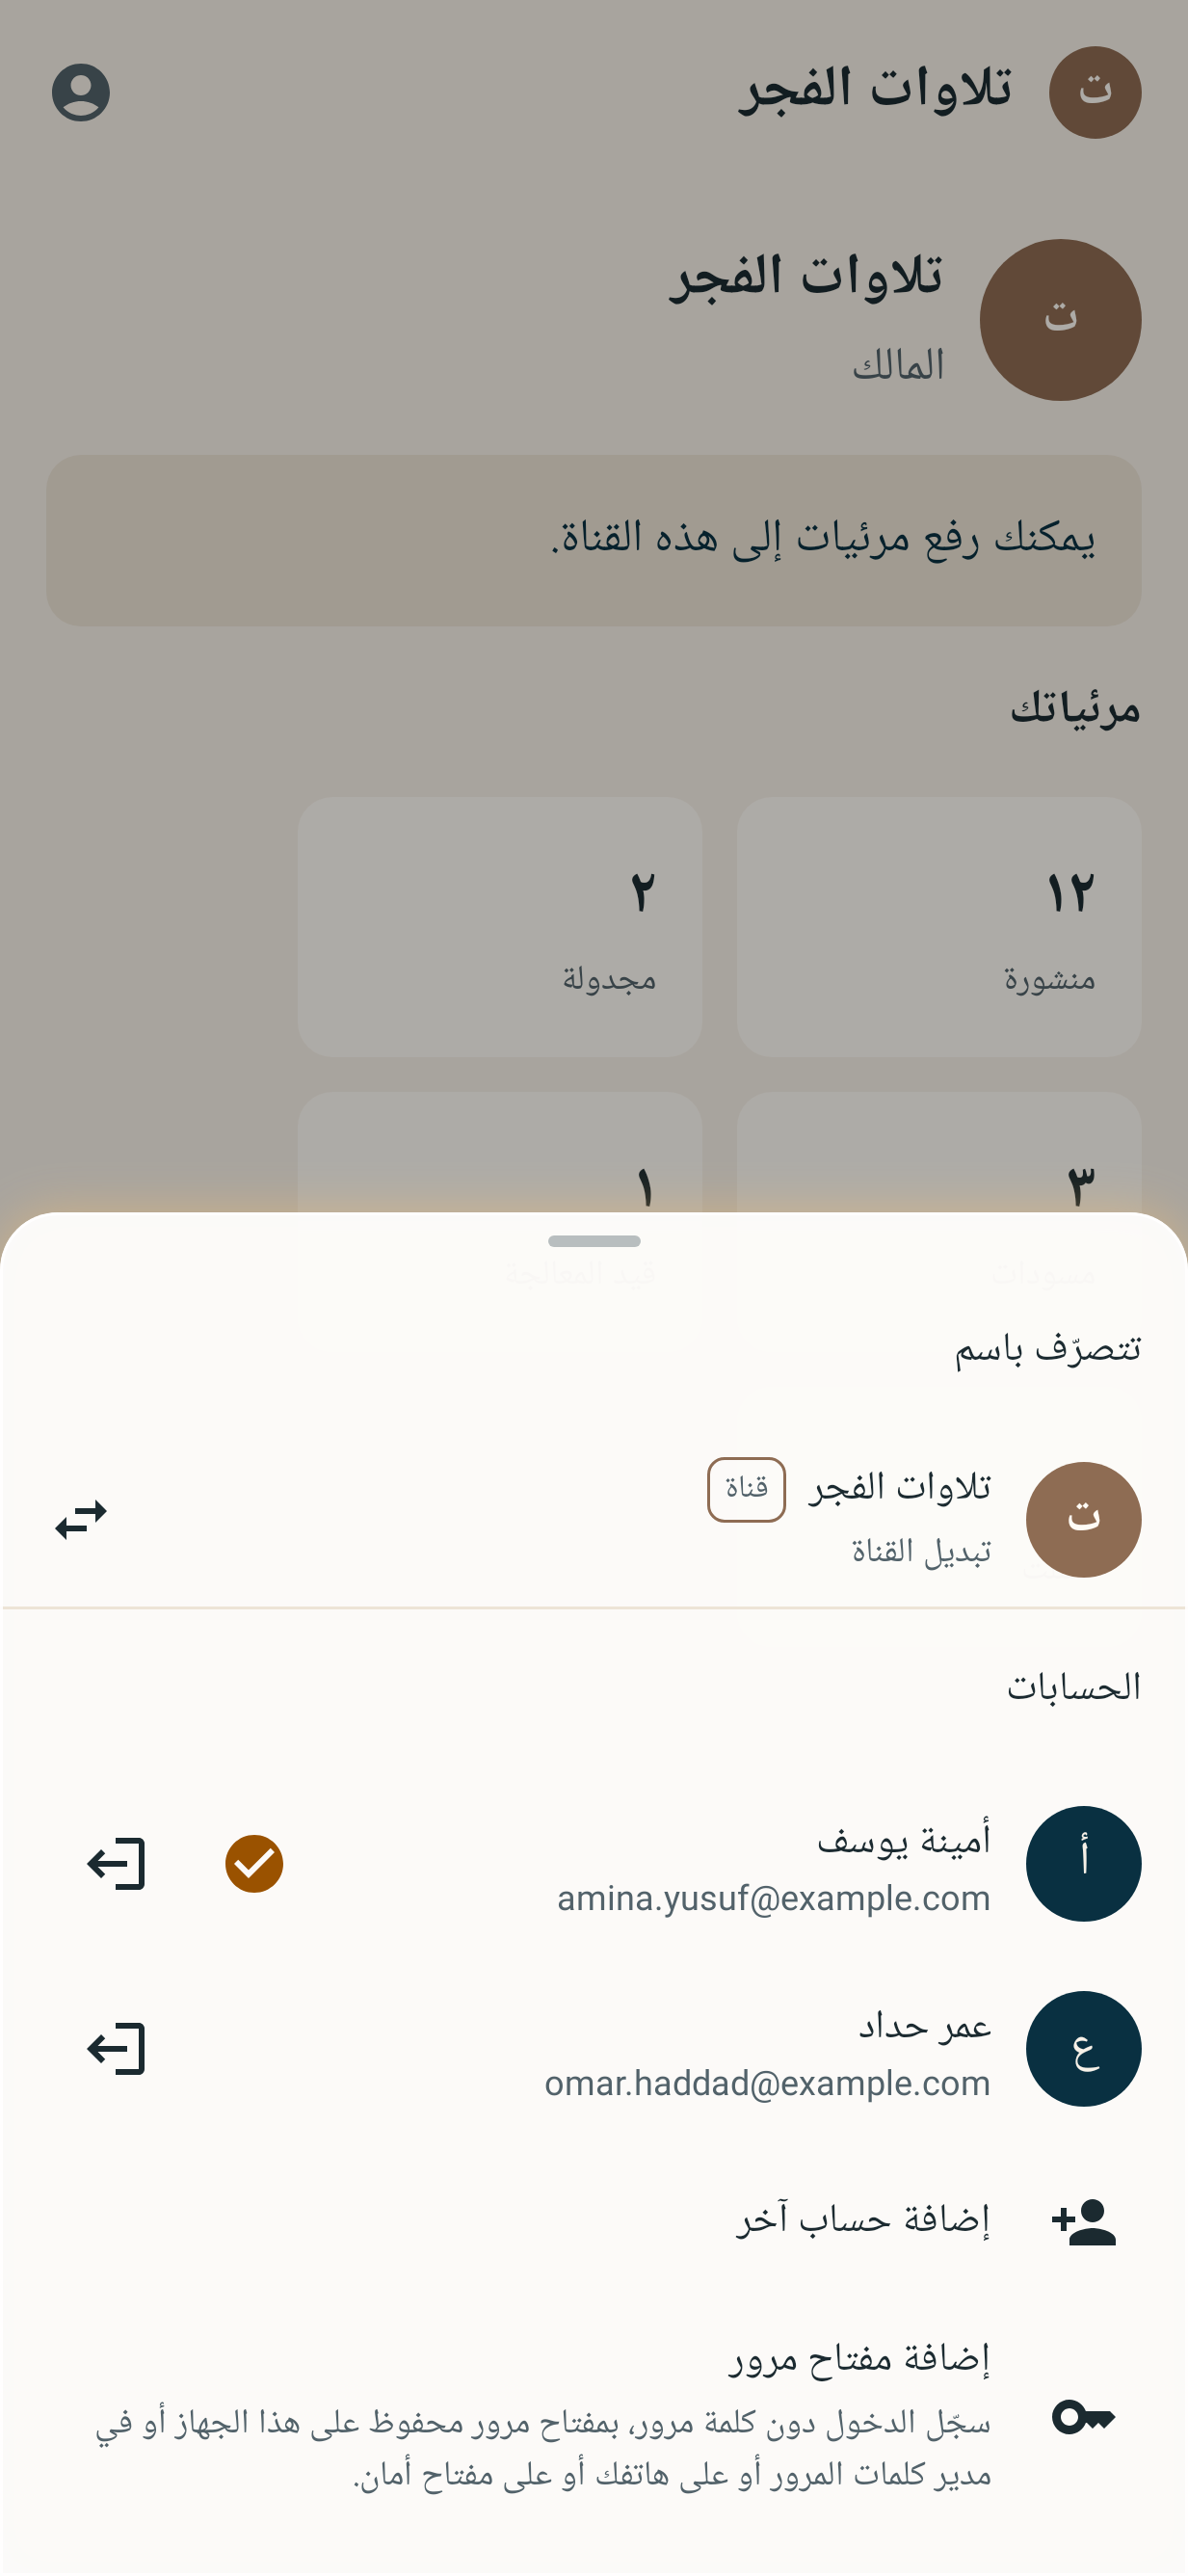 ت
تلاوات الفجر
ت
تلاوات الفجر
المالك
يمكنك رفع مرئيات إلى هذه القناة.
مرئياتك
١٢
منشورة
٢
مجدولة
٣
مسودات
١
قيد المعالجة
تتصرّف باسم
ت
تلاوات الفجر
قناة
تبديل القناة
الحسابات
أ
أمينة يوسف
amina.yusuf@example.com
ع
عمر حداد
omar.haddad@example.com
إضافة حساب آخر
إضافة مفتاح مرور
سجّل الدخول دون كلمة مرور، بمفتاح مرور محفوظ على هذا الجهاز أو في
مدير كلمات المرور أو على هاتفك أو على مفتاح أمان.